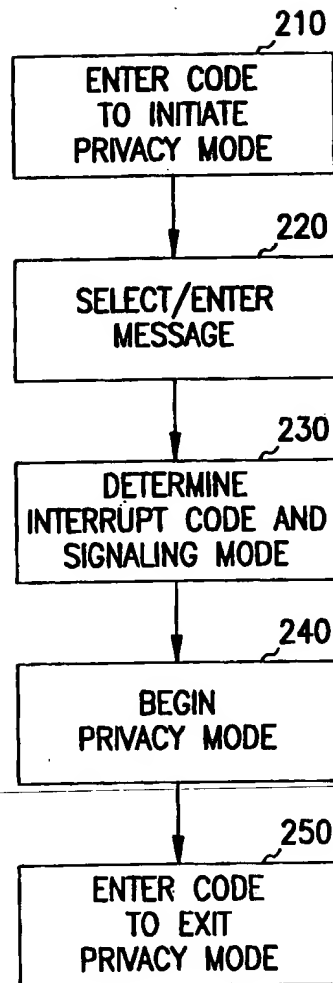 210
ENTER CODE
TO INITIATE
PRIVACY MODE
220
SELECT/ENTER
MESSAGE
230
DETERMINE
INTERRUPT CODE AND
SIGNALING MODE
240
BEGIN
PRIVACY MODE
250
ENTER CODE
TO EXIT
PRIVACY MODE